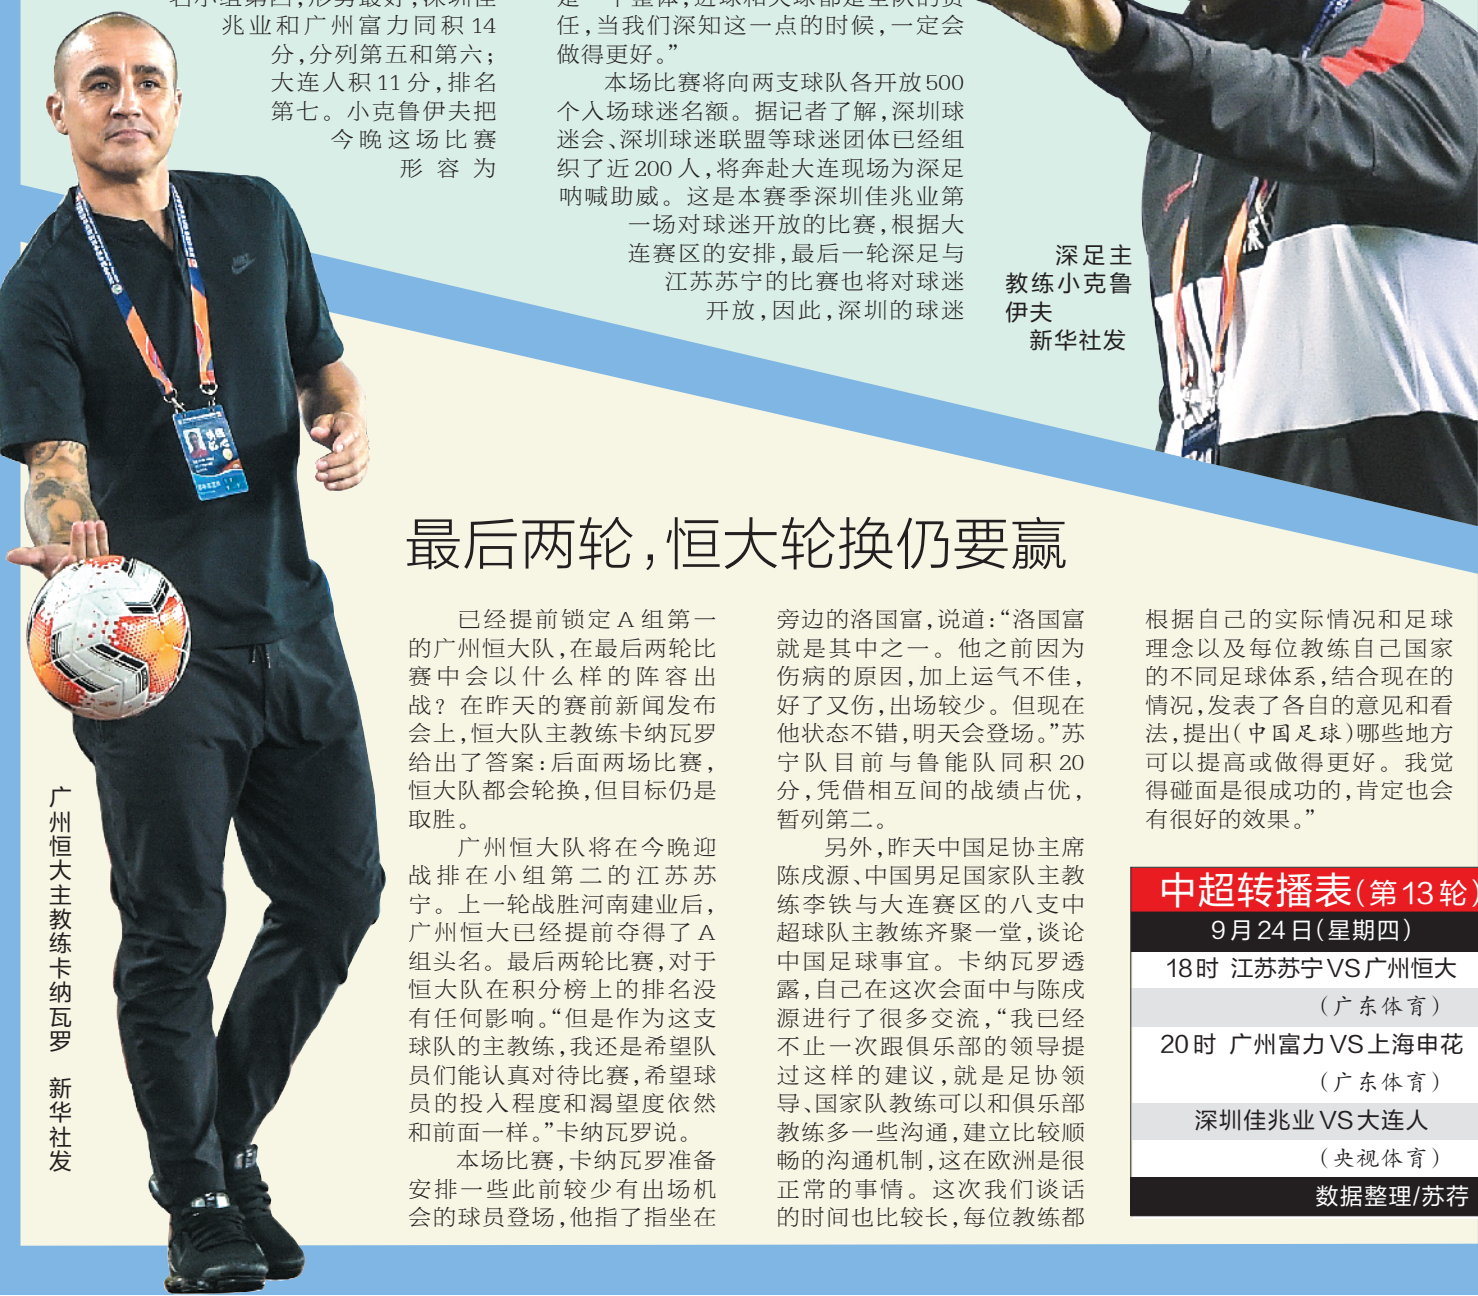 兆业和广州富力同积14
分,分列第五和第六;
大连人积11分,排名
第七。小克鲁伊夫把
今晚这场比赛
形容为
任,当我们深知这一点的时候,一定会
做得更好。”
本场比赛将向两支球队各开放500
个入场球迷名额。据记者了解,深圳球
迷会、深圳球迷联盟等球迷团体已经组
织了近200人,将奔赴大连现场为深足
呐喊助威。这是本赛季深圳佳兆业第
一场对球迷开放的比赛,根据大
连赛区的安排,最后一轮深足与
江苏苏宁的比赛也将对球迷
开放,因此,深圳的球迷
深足主
教练小克鲁
伊夫
新华社发
广州恒大主教练卡纳瓦罗 新华社发
最后两轮,恒大轮换仍要赢
已经提前锁定A组第一
的广州恒大队,在最后两轮比
赛中会以什么样的阵容出
战?在昨天的赛前新闻发布
会上,恒大队主教练卡纳瓦罗
给出了答案:后面两场比赛,
恒大队都会轮换,但目标仍是
取胜。
广州恒大队将在今晚迎
战排在小组第二的江苏苏
宁。上一轮战胜河南建业后,
广州恒大已经提前夺得了A
组头名。最后两轮比赛,对于
恒大队在积分榜上的排名没
有任何影响。“但是作为这支
球队的主教练,我还是希望队
员们能认真对待比赛,希望球
员的投入程度和渴望度依然
和前面一样。”卡纳瓦罗说。
本场比赛,卡纳瓦罗准备
安排一些此前较少有出场机
会的球员登场,他指了指坐在
旁边的洛国富,说道:“洛国富
就是其中之一。他之前因为
伤病的原因,加上运气不佳,
好了又伤,出场较少。但现在
他状态不错,明天会登场。”苏
宁队目前与鲁能队同积20
分,凭借相互间的战绩占优,
暂列第二。
另外,昨天中国足协主席
陈戌源、中国男足国家队主教
练李铁与大连赛区的八支中
超球队主教练齐聚一堂,谈论
中国足球事宜。卡纳瓦罗透
露,自己在这次会面中与陈戌
源进行了很多交流,“我已经
不止一次跟俱乐部的领导提
过这样的建议,就是足协领
导、国家队教练可以和俱乐部
教练多一些沟通,建立比较顺
畅的沟通机制,这在欧洲是很
正常的事情。这次我们谈话
的时间也比较长,每位教练都
根据自己的实际情况和足球
理念以及每位教练自己国家
的不同足球体系,结合现在的
情况,发表了各自的意见和看
法,提出(中国足球)哪些地方
可以提高或做得更好。我觉
得碰面是很成功的,肯定也会
有很好的效果。”
中超转播表(第13轮)
9月24日(星期四)
18时 江苏苏宁VS广州恒大
(广东体育)
20时 广州富力VS上海申花
(广东体育)
深圳佳兆业VS大连人
(央视体育)
数据整理/苏荇